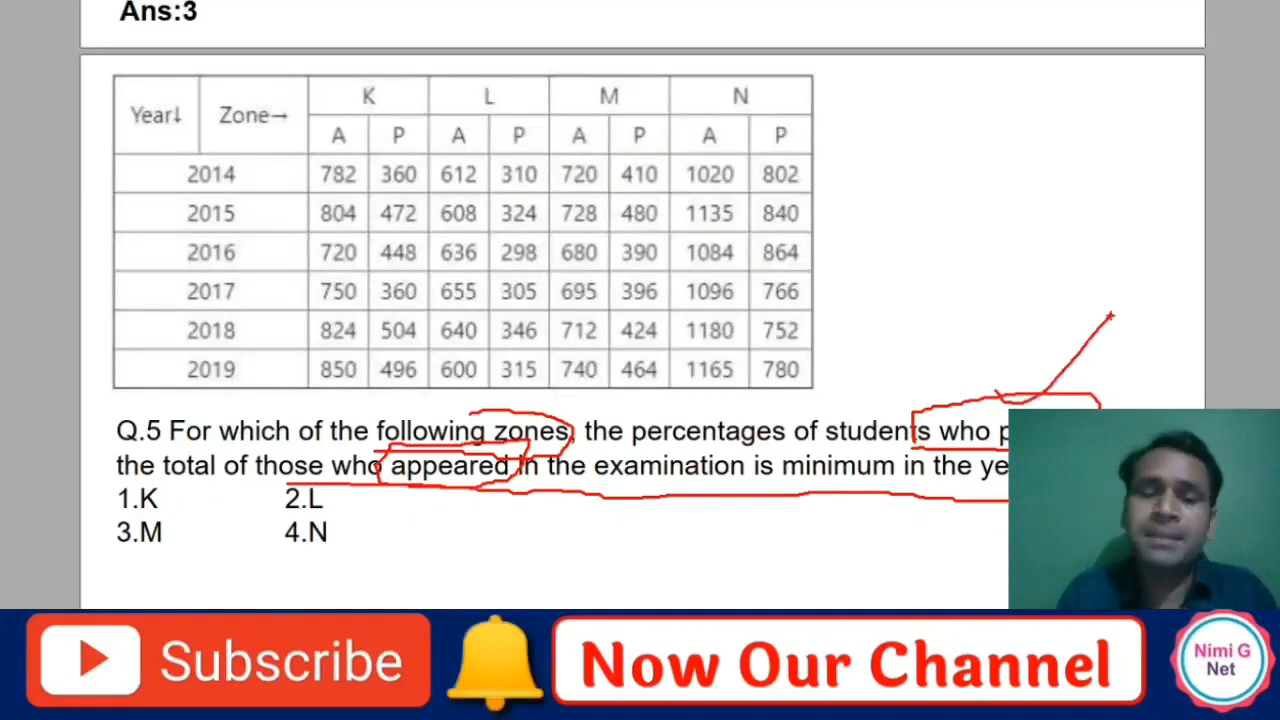 Ans:3
Year↓ Zone→ K L M N
A P A P A P A P
2014 782 360 612 310 720 410 1020 802
2015 804 472 608 324 728 480 1135 840
2016 720 448 636 298 680 390 1084 864
2017 750 360 655 305 695 396 1096 766
2018 824 504 640 346 712 424 1180 752
2019 850 496 600 315 740 464 1165 780
Q.5 For which of the following zones, the percentages of students who
the total of those who appeared in the examination is minimum in the
1.K 2.L
3.M 4.N
Subscribe
Now Our Channel
Nimi G
Net